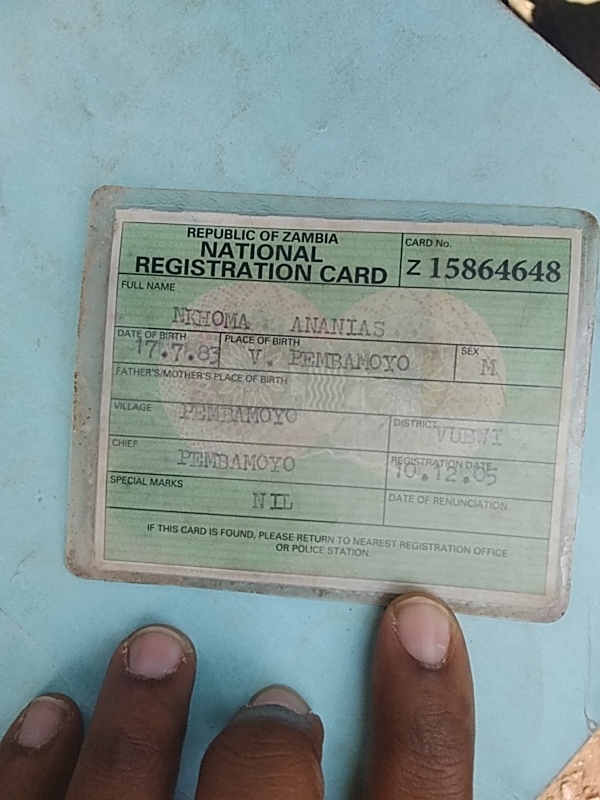 REPUBLIC OF ZAMBIA
NATIONAL
REGISTRATION CARD
CARD No.
Z 15864648
FULL NAME
NKHOMA ANANIAS
DATE OF BIRTH
17.7.83
PLACE OF BIRTH
V. PEMBAMOYO
SEX
M
FATHER'S/MOTHER'S PLACE OF BIRTH
VILLAGE PEMBAMOYO
DISTRICT VUBWI
CHIEF
PEMBAMOYO
REGISTRATION DATE
10.12.05
SPECIAL MARKS
NIL
DATE OF RENUNCIATION
IF THIS CARD IS FOUND, PLEASE RETURN TO NEAREST REGISTRATION OFFICE
OR POLICE STATION.